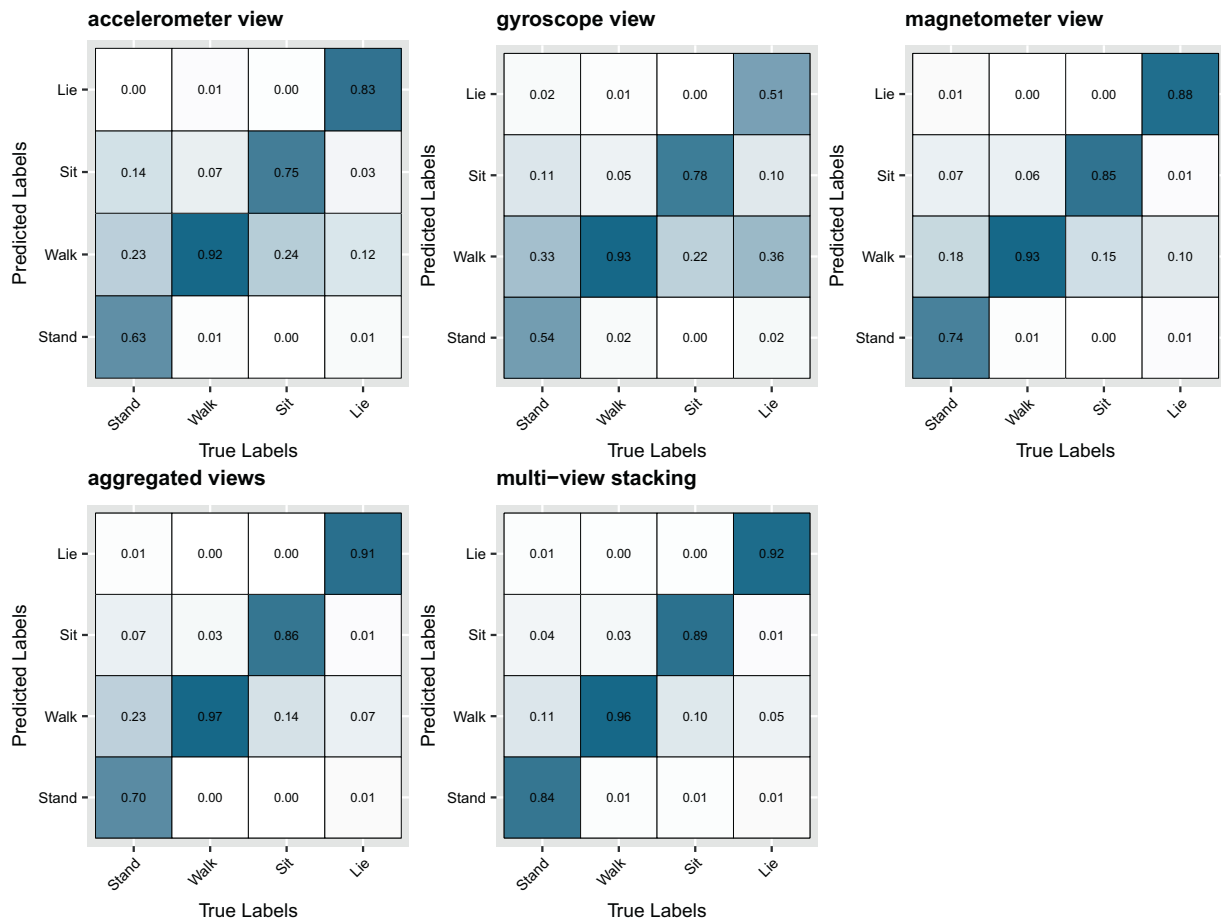 accelerometer view
Predicted Labels
Lie 0.00 0.01 0.00 0.83
Sit 0.14 0.07 0.75 0.03
Walk 0.23 0.92 0.24 0.12
Stand 0.63 0.01 0.00 0.01
Stand Walk Sit Lie
True Labels
gyroscope view
Predicted Labels
Lie 0.02 0.01 0.00 0.51
Sit 0.11 0.05 0.78 0.10
Walk 0.33 0.93 0.22 0.36
Stand 0.54 0.02 0.00 0.02
Stand Walk Sit Lie
True Labels
magnetometer view
Predicted Labels
Lie 0.01 0.00 0.00 0.88
Sit 0.07 0.06 0.85 0.01
Walk 0.18 0.93 0.15 0.10
Stand 0.74 0.01 0.00 0.01
Stand Walk Sit Lie
True Labels
aggregated views
Predicted Labels
Lie 0.01 0.00 0.00 0.91
Sit 0.07 0.03 0.86 0.01
Walk 0.23 0.97 0.14 0.07
Stand 0.70 0.00 0.00 0.01
Stand Walk Sit Lie
True Labels
multi−view stacking
Predicted Labels
Lie 0.01 0.00 0.00 0.92
Sit 0.04 0.03 0.89 0.01
Walk 0.11 0.96 0.10 0.05
Stand 0.84 0.01 0.01 0.01
Stand Walk Sit Lie
True Labels